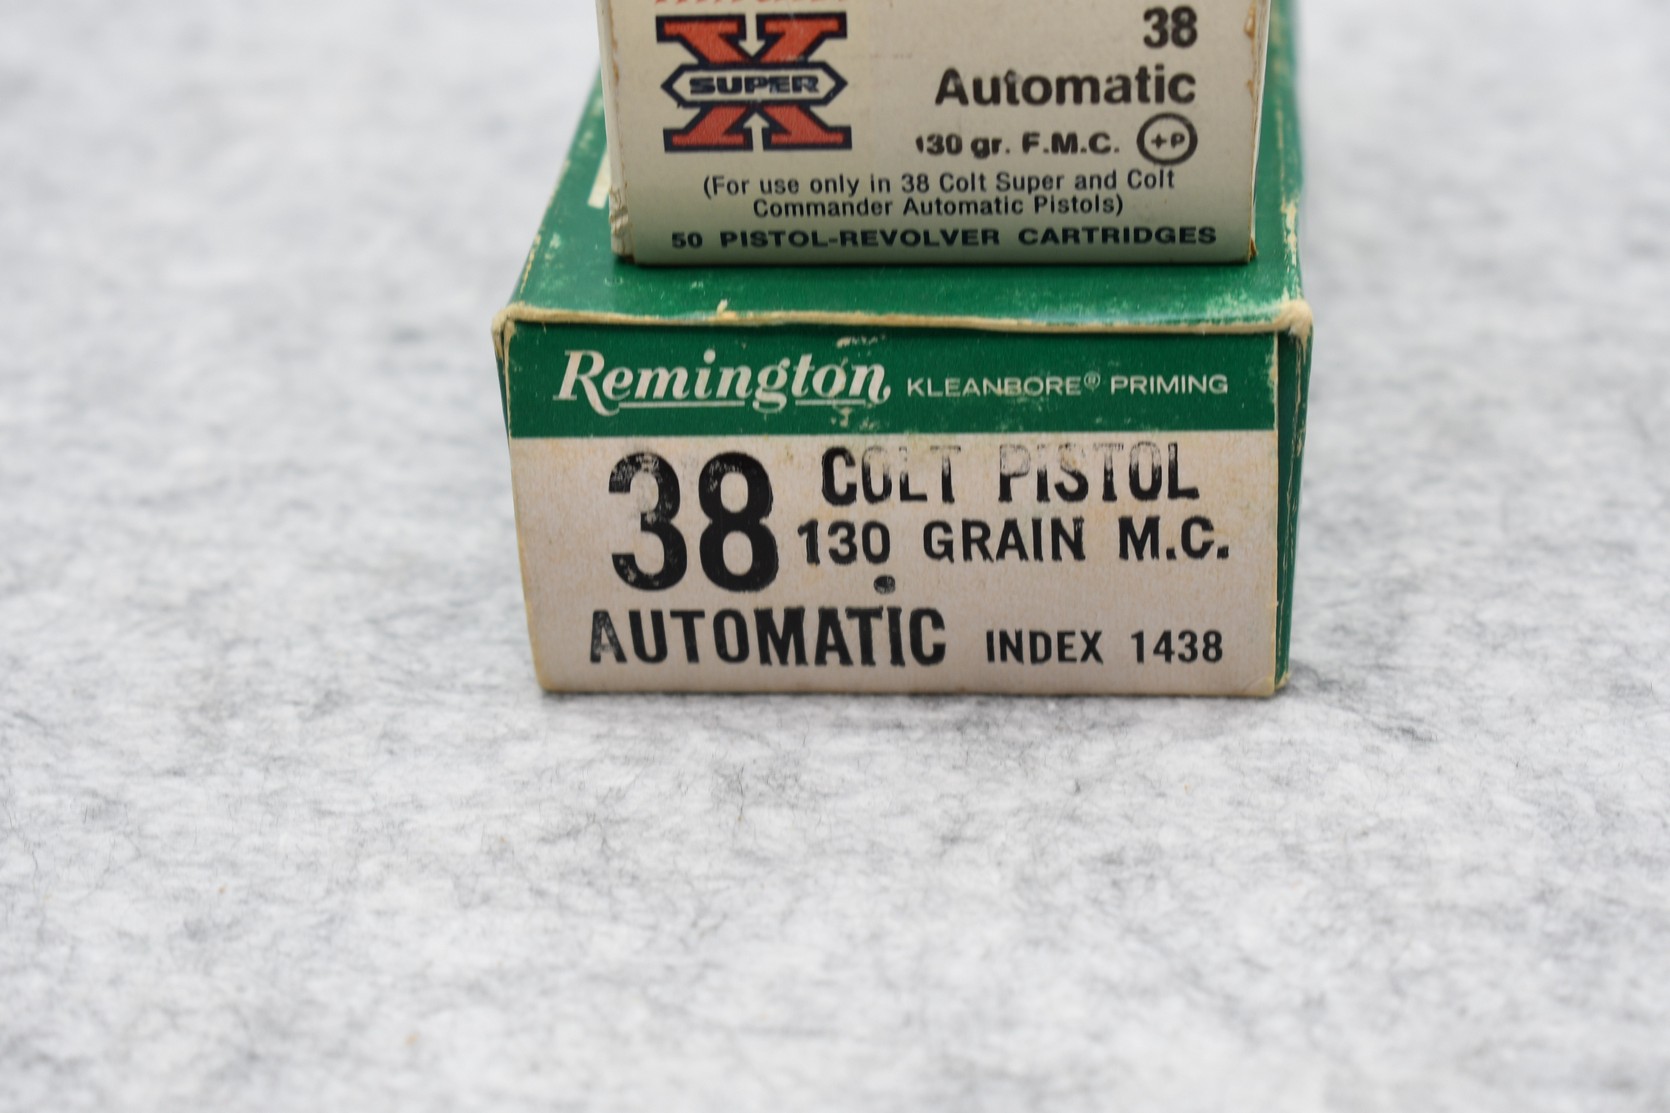 X
SUPER
38
Automatic
130 gr. F.M.C. +P
(For use only in 38 Colt Super and Colt
Commander Automatic Pistols)
50 PISTOL-REVOLVER CARTRIDGES
Remington KLEANBORE® PRIMING
38 COLT PISTOL
130 GRAIN M.C.
AUTOMATIC INDEX 1438